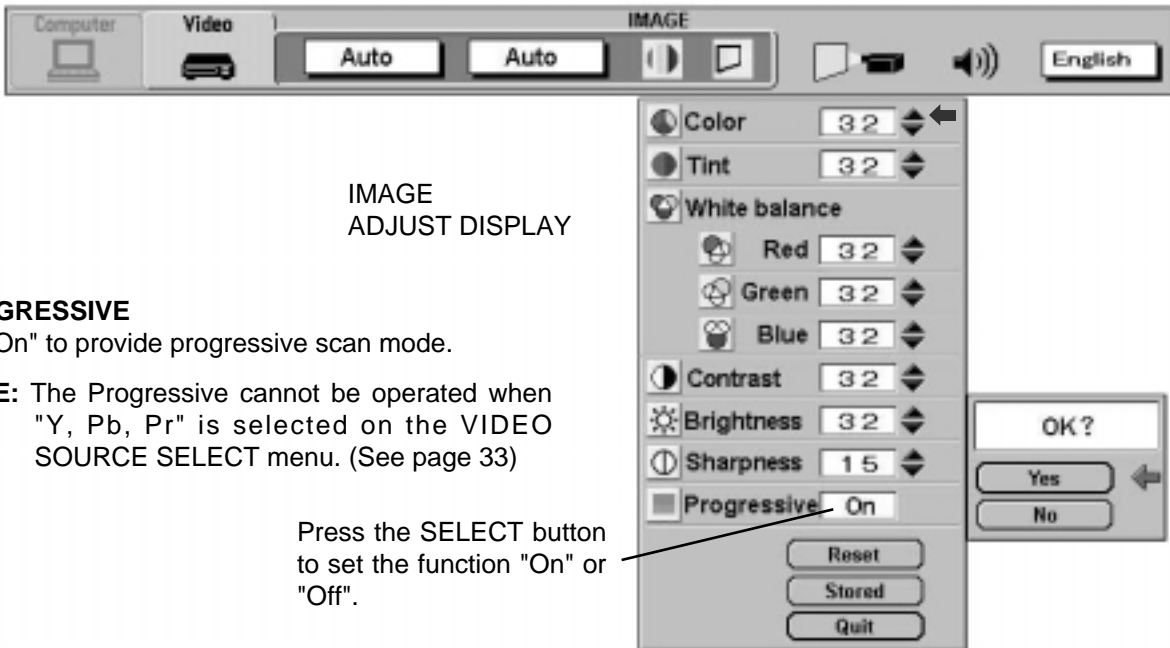 Computer
Video
IMAGE
Auto
Auto
English
IMAGE
ADJUST DISPLAY
GRESSIVE
On" to provide progressive scan mode.
E: The Progressive cannot be operated when
"Y, Pb, Pr" is selected on the VIDEO
SOURCE SELECT menu. (See page 33)
Press the SELECT button
to set the function "On" or
"Off".
Color 32
Tint 32
White balance
Red 32
Green 32
Blue 32
Contrast 32
Brightness 32
Sharpness 15
Progressive On
Reset
Stored
Quit
OK?
Yes
No